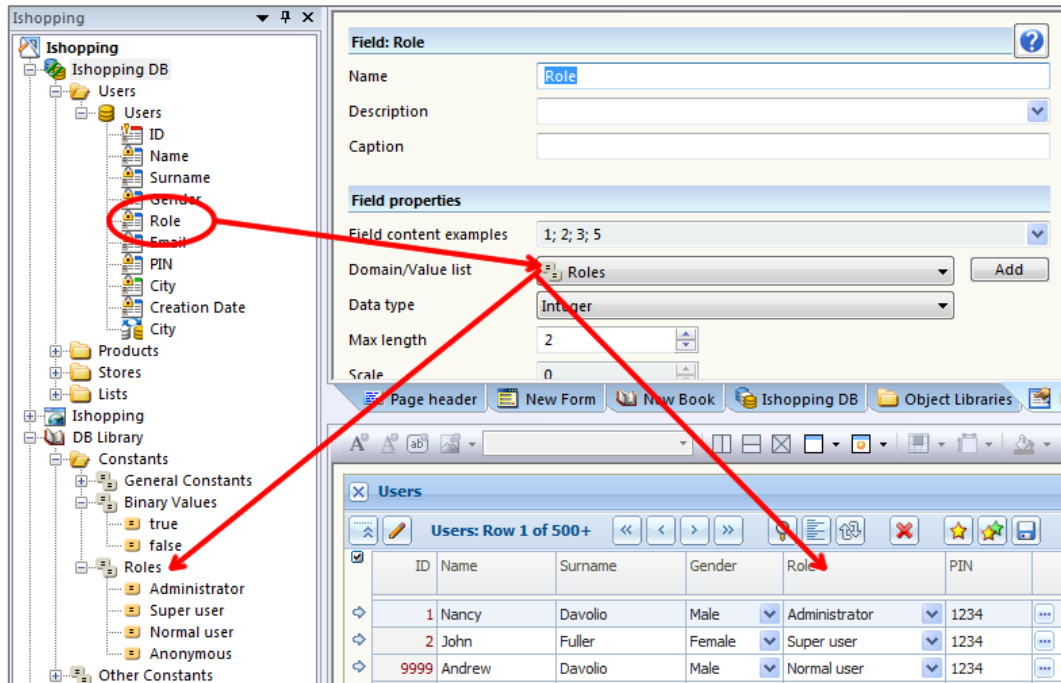 Ishopping
Ishopping
Ishopping DB
Users
Users
ID
Name
Surname
Gender
Role
Email
PIN
City
Creation Date
City
Products
Stores
Lists
Ishopping
DB Library
Constants
General Constants
Binary Values
true
false
Roles
Administrator
Super user
Normal user
Anonymous
Other Constants
Field: Role
Name Role
Description
Caption
Field properties
Field content examples 1; 2; 3; 5
Domain/Value list Roles Add
Data type Integer
Max length 2
Scale 0
Page header New Form New Book Ishopping DB Object Libraries
A A ab
Users
Users: Row 1 of 500+
ID Name Surname Gender Role PIN
1 Nancy Davolio Male Administrator 1234
2 John Fuller Female Super user 1234
9999 Andrew Davolio Male Normal user 1234